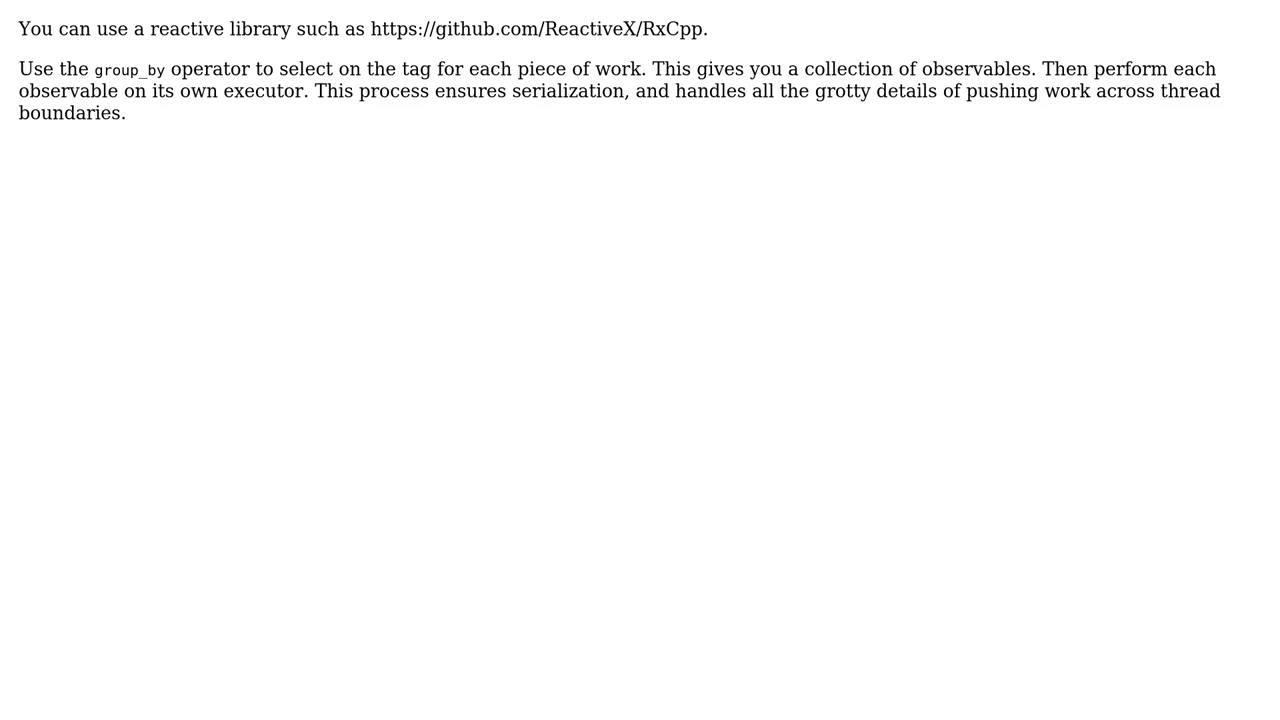 You can use a reactive library such as https://github.com/ReactiveX/RxCpp.
Use the group_by operator to select on the tag for each piece of work. This gives you a collection of observables. Then perform each
observable on its own executor. This process ensures serialization, and handles all the grotty details of pushing work across thread
boundaries.